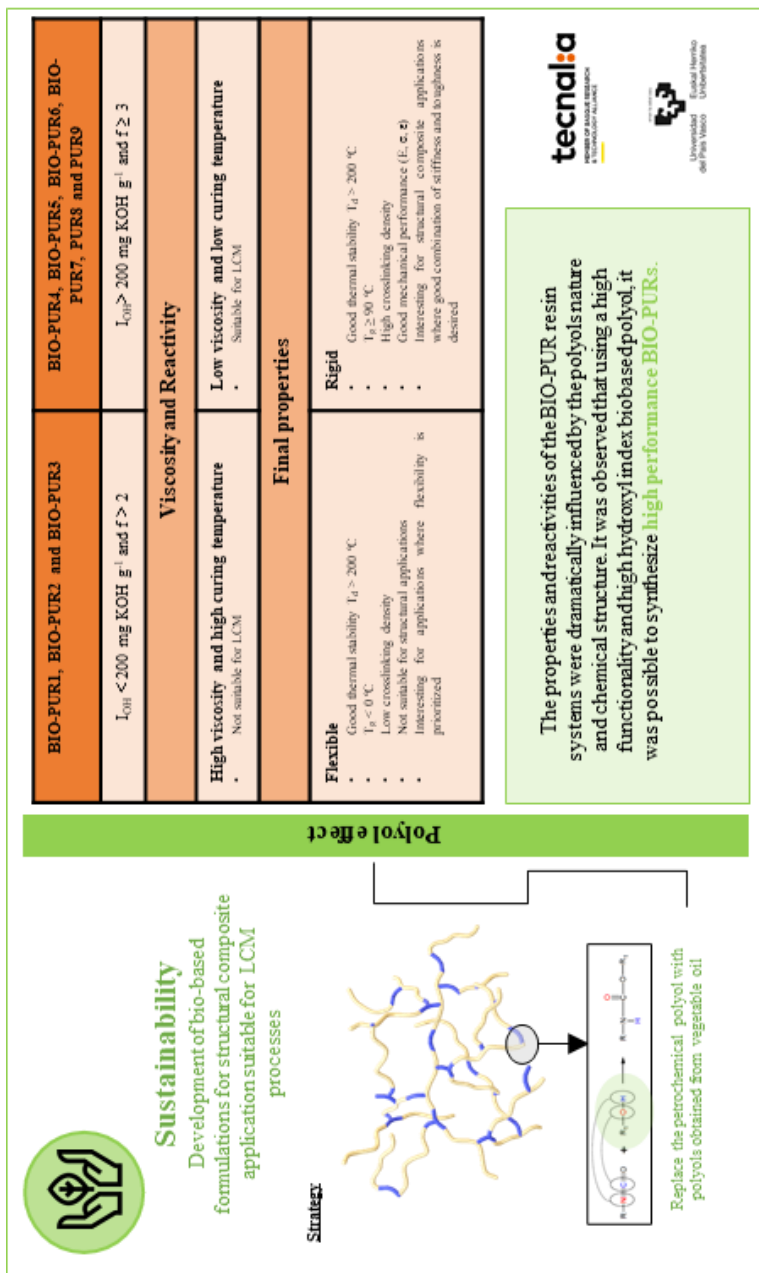 Sustainability
Development of bio-based
formulations for structural composite
application suitable for LCM
processes
Strategy
R—N=C=O + R₁—O—H → R—N—C—O—R₁
O
H
Replace the petrochemical polyol with
polyols obtained from vegetable oil
Polyol effect
BIO-PUR1, BIO-PUR2 and BIO-PUR3
BIO-PUR4, BIO-PUR5, BIO-PUR6, BIO-
PUR7, PUR8 and PUR9
I_OH < 200 mg KOH g⁻¹ and f > 2
I_OH > 200 mg KOH g⁻¹ and f ≥ 3
Viscosity and Reactivity
High viscosity and high curing temperature
• Not suitable for LCM
Low viscosity and low curing temperature
• Suitable for LCM
Final properties
Flexible
• Good thermal stability T_d > 200 °C
• T_g < 0 °C
• Low crosslinking density
• Not suitable for structural applications
• Interesting for applications where flexibility is
prioritized
Rigid
• Good thermal stability T_d > 200 °C
• T_g ≥ 90 °C
• High crosslinking density
• Good mechanical performance (E, σ, ε)
• Interesting for structural composite applications
where good combination of stiffness and toughness is
desired
The properties and reactivities of the BIO-PUR resin
systems were dramatically influenced by the polyols nature
and chemical structure. It was observed that using a high
functionality and high hydroxyl index biobased polyol, it
was possible to synthesize high performance BIO-PURs.
tecnal:a
MEMBER OF BASQUE RESEARCH
& TECHNOLOGY ALLIANCE
Universidad Euskal Herriko
del País Vasco Unibertsitatea